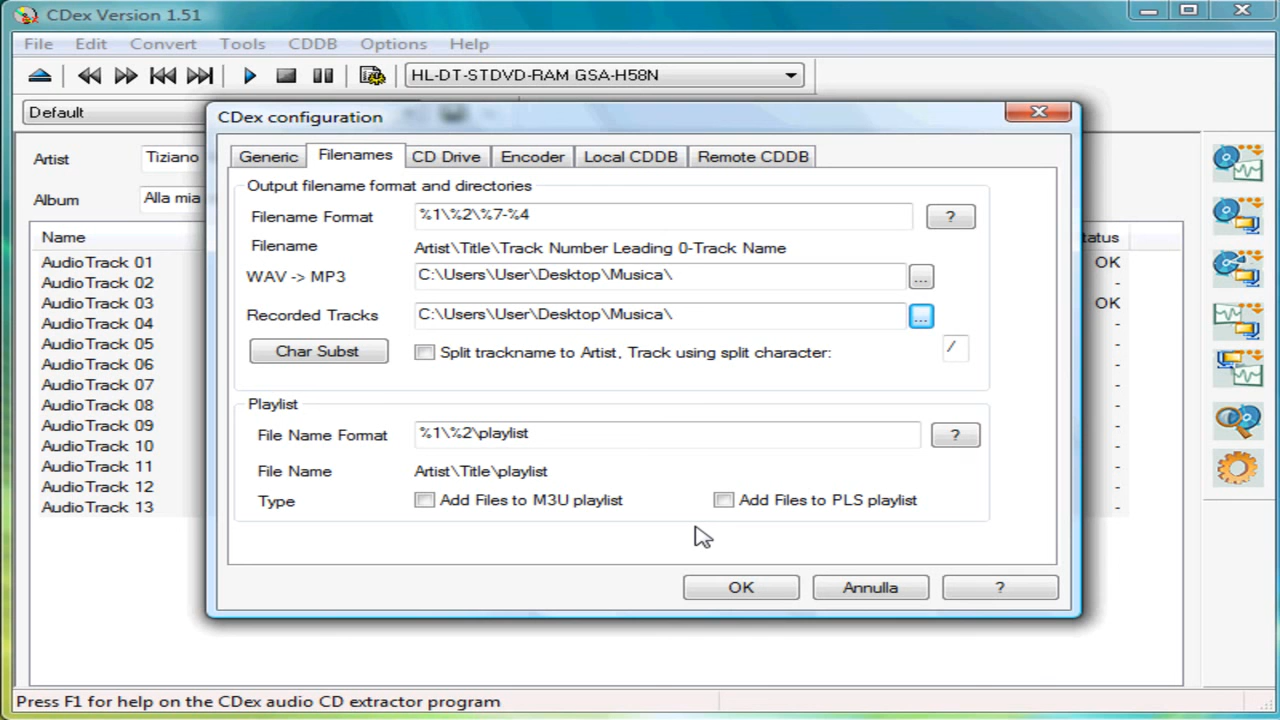 CDex Version 1.51
File Edit Convert Tools CDDB Options Help
HL-DT-STDVD-RAM GSA-H58N
Default
CDex configuration
Generic Filenames CD Drive Encoder Local CDDB Remote CDDB
Artist Tiziano
Album Alla mia
Name
AudioTrack 01 OK
AudioTrack 02 -
AudioTrack 03 OK
AudioTrack 04 -
AudioTrack 05 -
AudioTrack 06 -
AudioTrack 07 -
AudioTrack 08 -
AudioTrack 09 -
AudioTrack 10 -
AudioTrack 11 -
AudioTrack 12 -
AudioTrack 13 -
Output filename format and directories
Filename Format %1\%2\%7-%4 ?
Filename Artist\Title\Track Number Leading 0-Track Name
WAV -> MP3 C:\Users\User\Desktop\Musica\ ...
Recorded Tracks C:\Users\User\Desktop\Musica\ ...
Char Subst Split trackname to Artist, Track using split character: /
Playlist
File Name Format %1\%2\playlist ?
File Name Artist\Title\playlist
Type Add Files to M3U playlist Add Files to PLS playlist
OK Annulla ?
Press F1 for help on the CDex audio CD extractor program